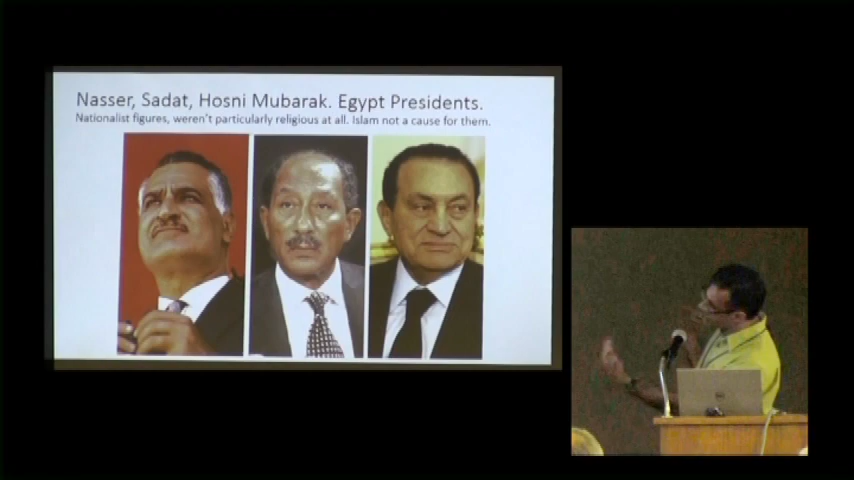 Nasser, Sadat, Hosni Mubarak. Egypt Presidents.
Nationalist figures, weren't particularly religious at all. Islam not a cause for them.